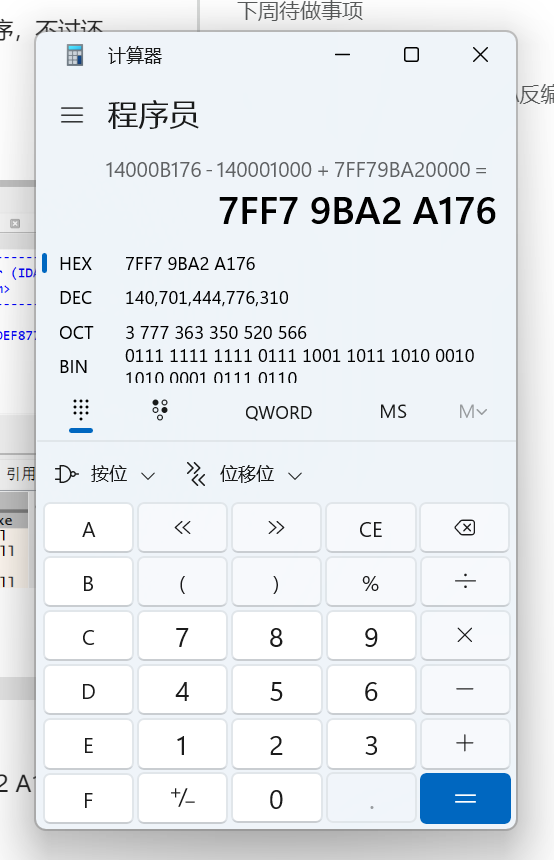 下周待做事项
序，不过还
反编
计算器
程序员
14000B176 - 140001000 + 7FF79BA20000 =
7FF7 9BA2 A176
HEX 7FF7 9BA2 A176
DEC 140,701,444,776,310
OCT 3 777 363 350 520 566
BIN 0111 1111 1111 0111 1001 1011 1010 0010
1010 0001 0111 0110
(IDA
DEF877
引用
QWORD MS M
按位 位移位
A << >> CE
B ( ) % ÷
C 7 8 9 ×
D 4 5 6 −
E 1 2 3 +
F +/− 0 . =
2 A1